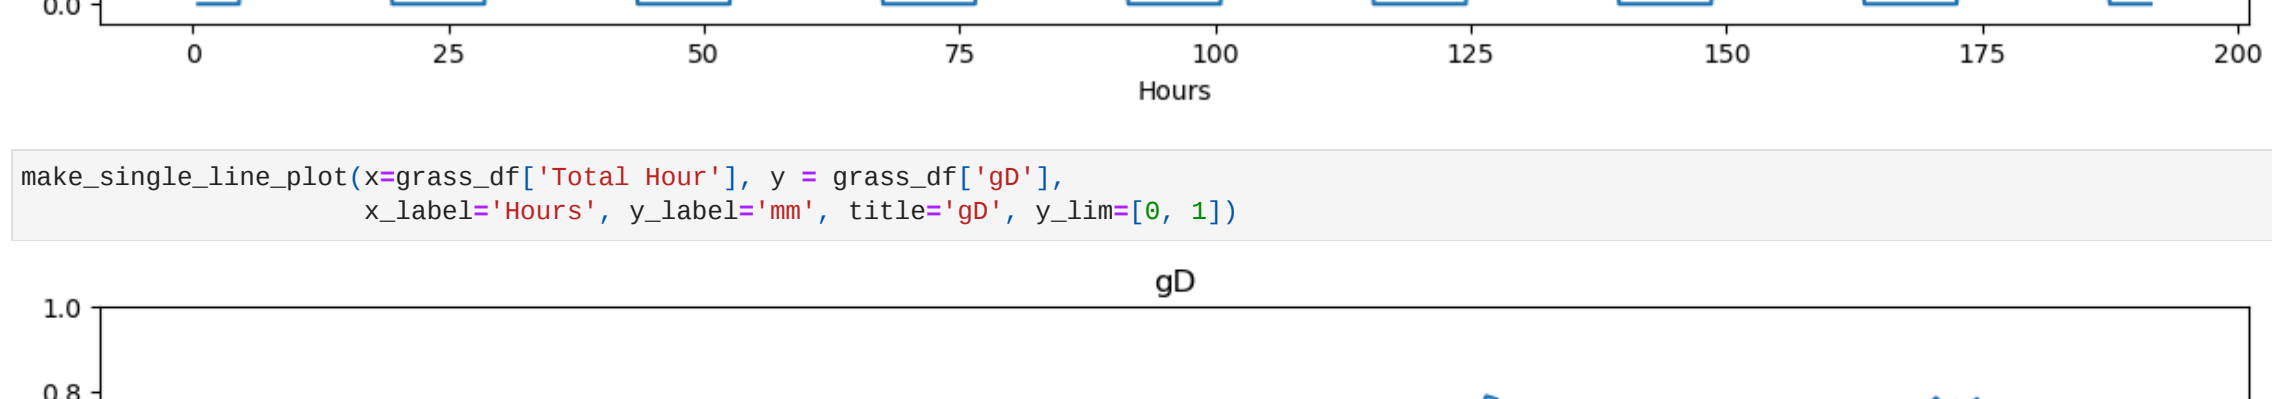 0.0
0 25 50 75 100 125 150 175 200
Hours
make_single_line_plot(x=grass_df['Total Hour'], y = grass_df['gD'],
x_label='Hours', y_label='mm', title='gD', y_lim=[0, 1])
gD
1.0
0.8